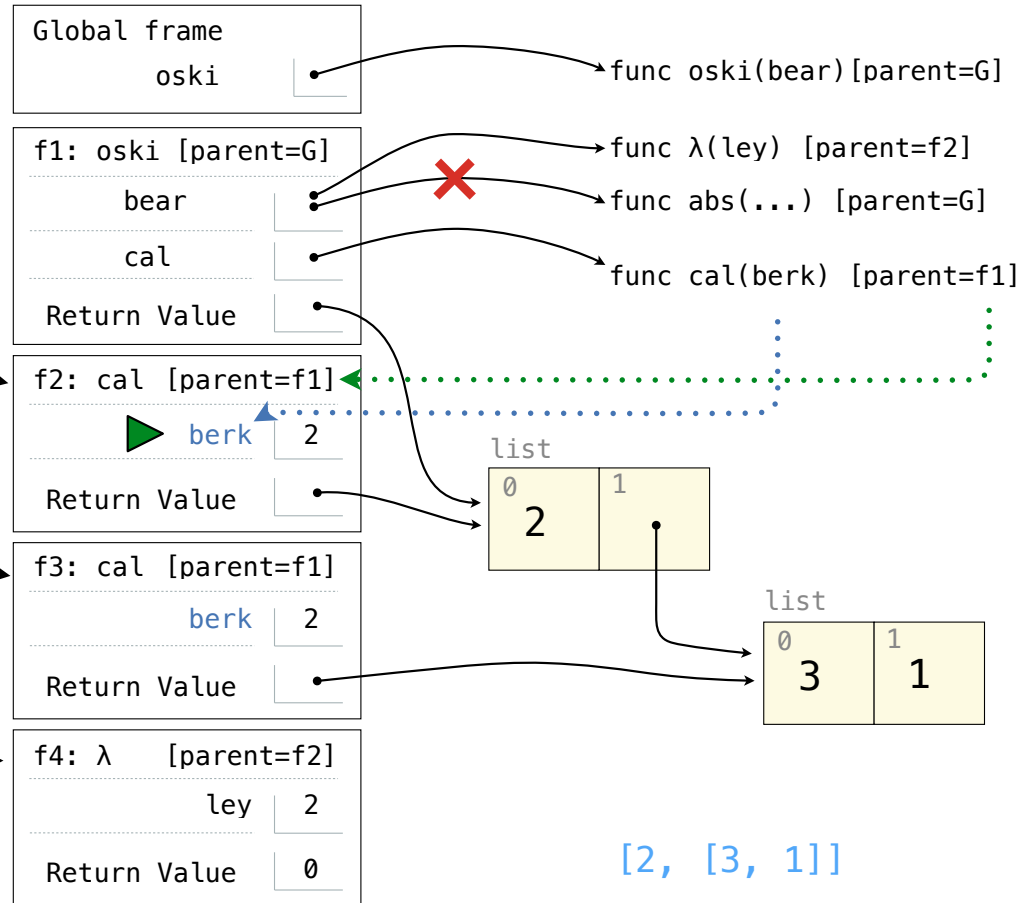 Global frame
oski
func oski(bear)[parent=G]
f1: oski [parent=G]
func λ(ley) [parent=f2]
bear
func abs(...) [parent=G]
cal
func cal(berk) [parent=f1]
Return Value
f2: cal [parent=f1]
berk 2
Return Value
list
0 1
2
f3: cal [parent=f1]
berk 2
Return Value
list
0 1
3 1
f4: λ [parent=f2]
ley 2
Return Value 0
[2, [3, 1]]